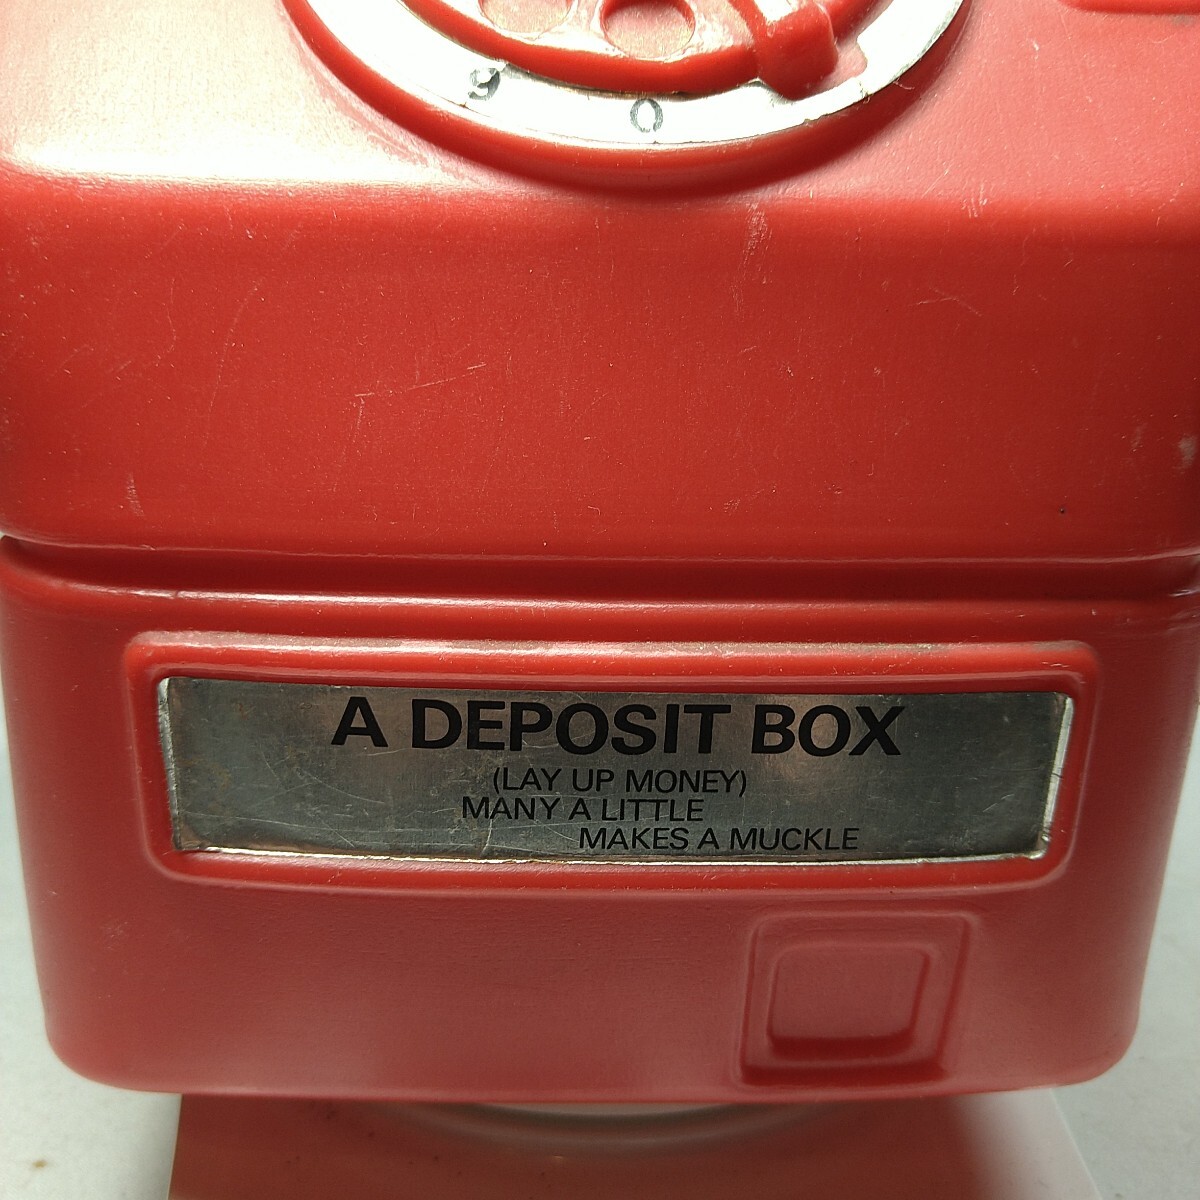 9 0
A DEPOSIT BOX
(LAY UP MONEY)
MANY A LITTLE
MAKES A MUCKLE